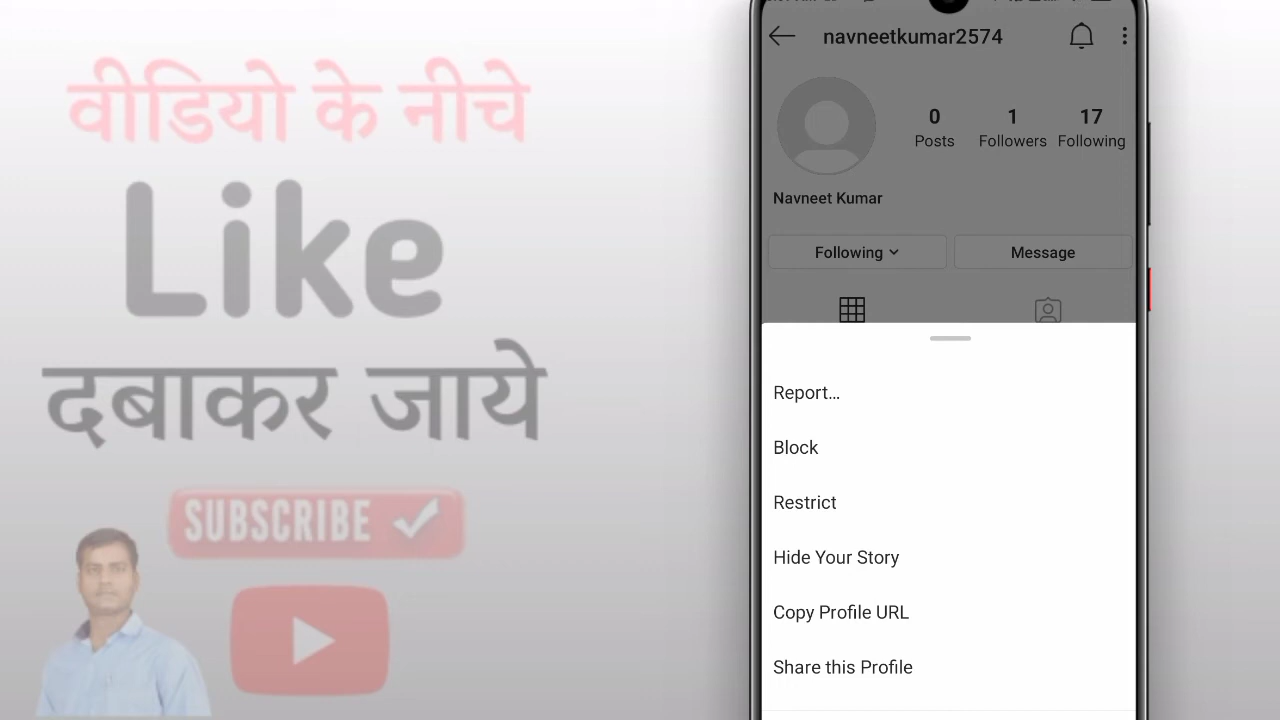 वीडियो के नीचे
Like
दबाकर जाये
SUBSCRIBE
navneetkumar2574
0 1 17
Posts Followers Following
Navneet Kumar
Following Message
Report...
Block
Restrict
Hide Your Story
Copy Profile URL
Share this Profile